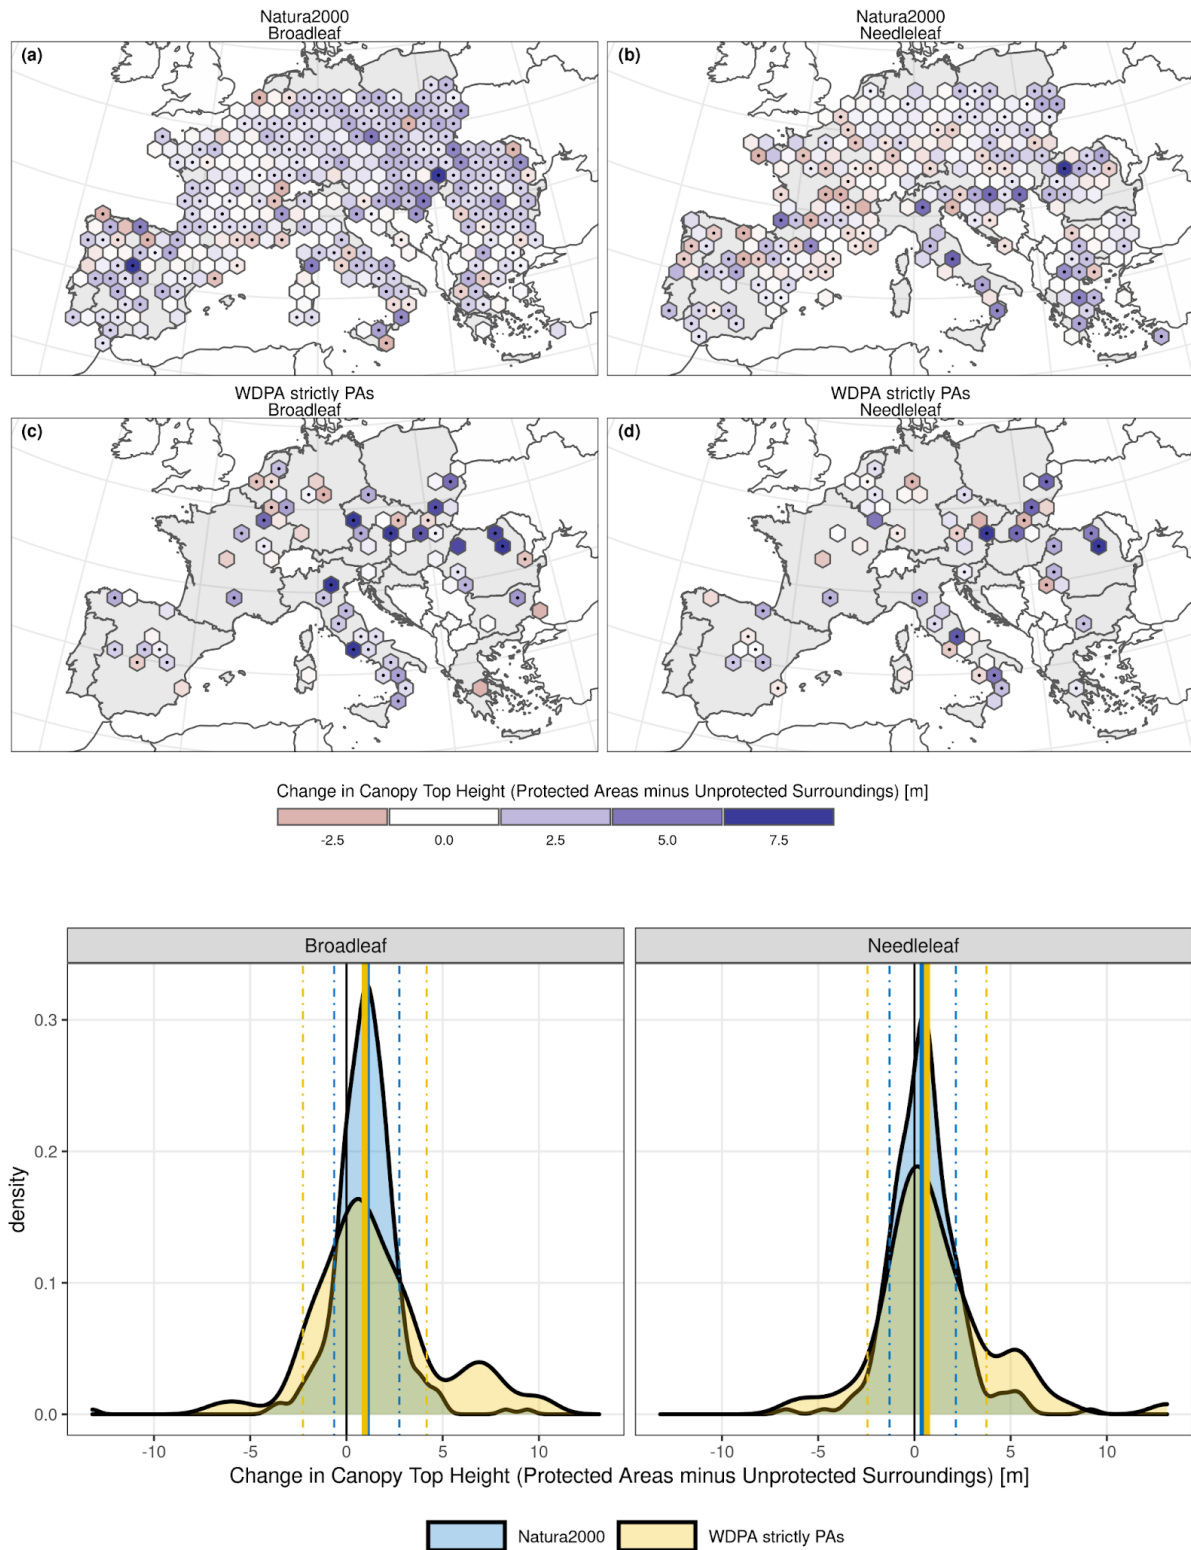 Natura2000
Broadleaf
(a)
Natura2000
Needleleaf
(b)
WDPA strictly PAs
Broadleaf
(c)
WDPA strictly PAs
Needleleaf
(d)
Change in Canopy Top Height (Protected Areas minus Unprotected Surroundings) [m]
-2.5 0.0 2.5 5.0 7.5
Broadleaf
Needleleaf
0.3
0.2
0.1
0.0
density
-10 -5 0 5 10
-10 -5 0 5 10
Change in Canopy Top Height (Protected Areas minus Unprotected Surroundings) [m]
Natura2000 WDPA strictly PAs